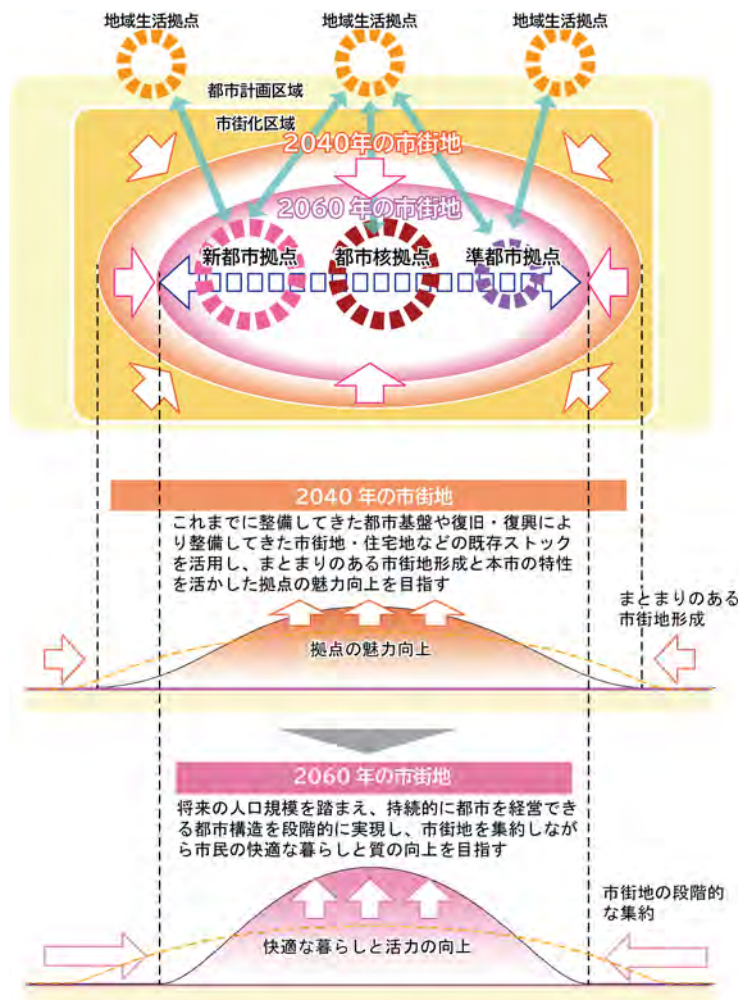 地域生活拠点
地域生活拠点
地域生活拠点
都市計画区域
市街化区域
2040年の市街地
2060年の市街地
新都市拠点
都市核拠点
準都市拠点
2040年の市街地
これまでに整備してきた都市基盤や復旧・復興によ
り整備してきた市街地・住宅地などの既存ストック
を活用し、まとまりのある市街地形成と本市の特性
を活かした拠点の魅力向上を目指す
まとまりのある
市街地形成
拠点の魅力向上
2060年の市街地
将来の人口規模を踏まえ、持続的に都市を経営でき
る都市構造を段階的に実現し、市街地を集約しなが
ら市民の快適な暮らしと質の向上を目指す
市街地の段階的
な集約
快適な暮らしと活力の向上